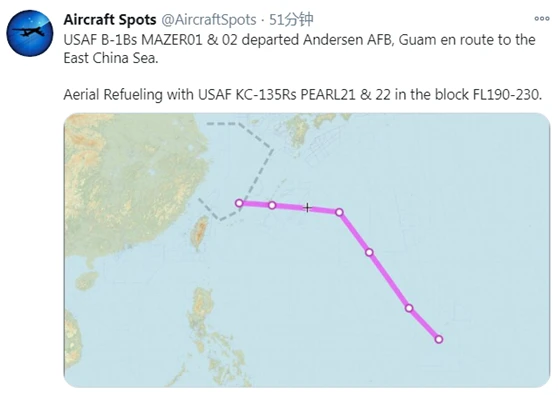 Aircraft Spots @AircraftSpots · 51分钟
USAF B-1Bs MAZER01 & 02 departed Andersen AFB, Guam en route to the
East China Sea.
Aerial Refueling with USAF KC-135Rs PEARL21 & 22 in the block FL190-230.